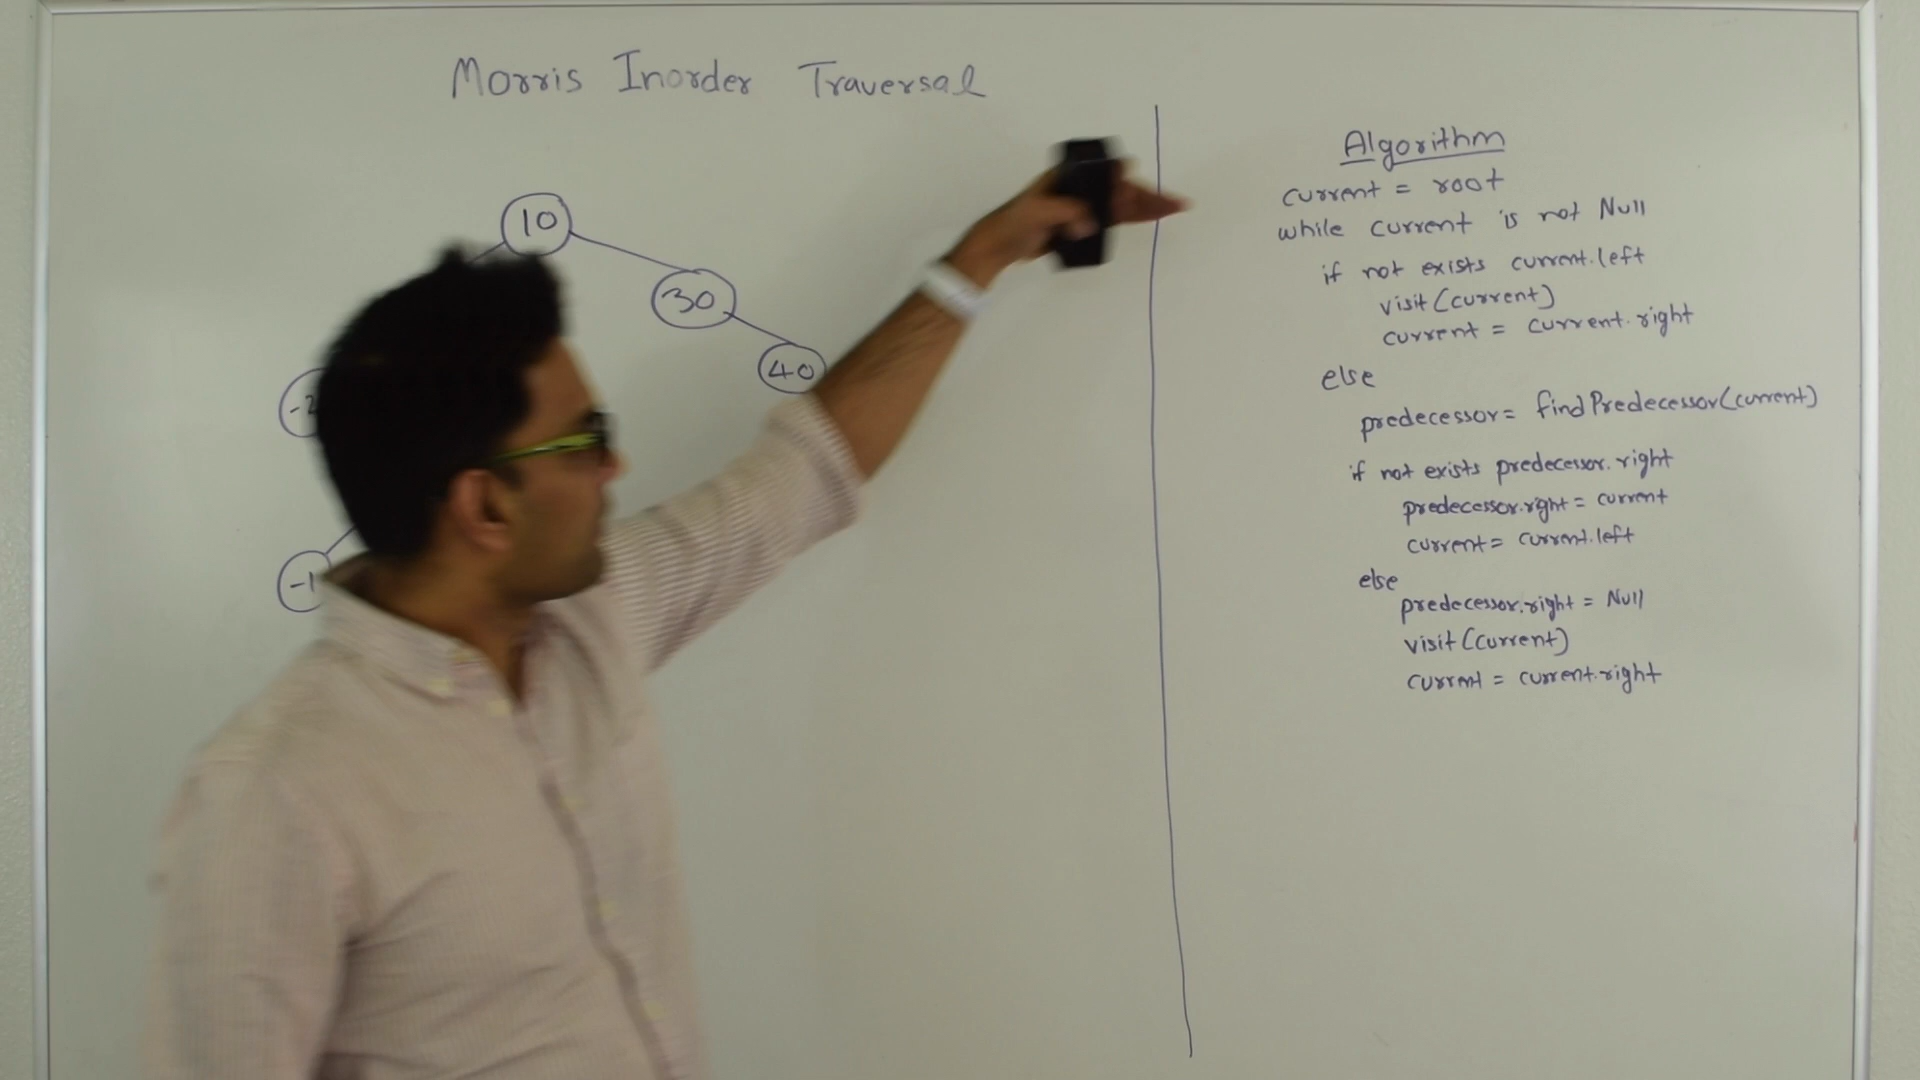 Morris Inorder Traversal
10
30
40
Algorithm
current = root
while current is not Null
if not exists current.left
visit(current)
current = current.right
else
predecessor = findPredecessor(current)
if not exists predecessor.right
predecessor.right = current
current = current.left
else
predecessor.right = Null
visit(current)
current = current.right